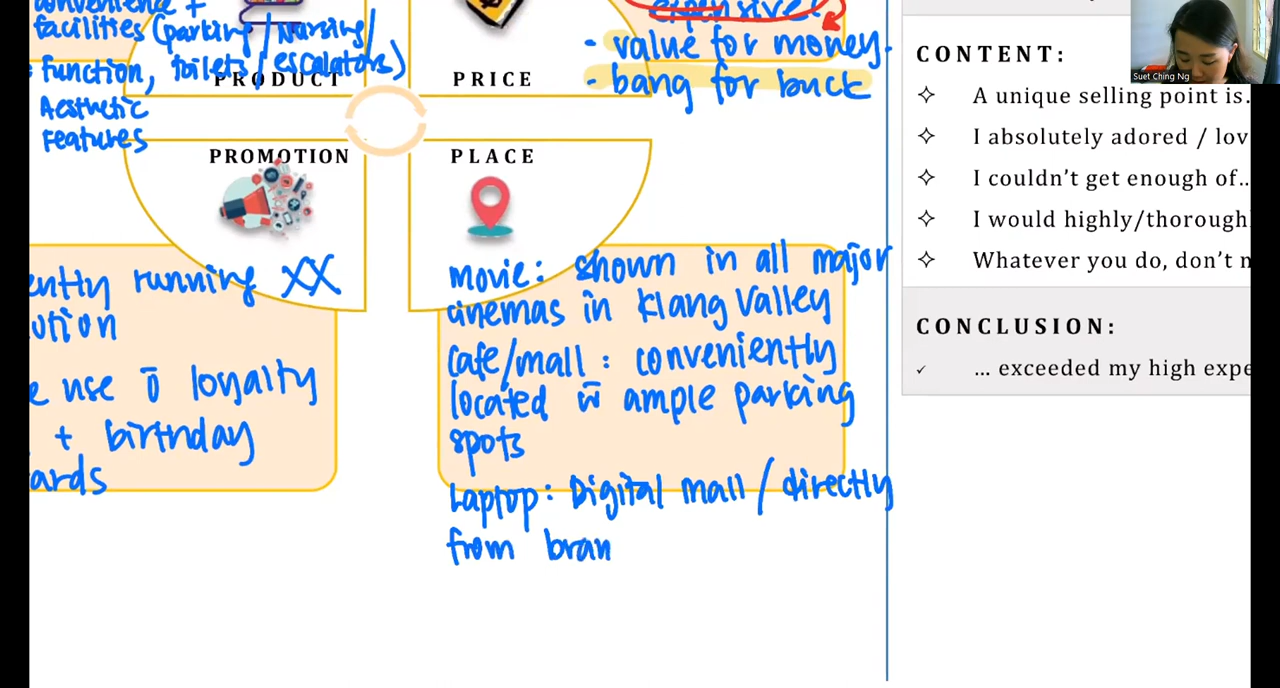 convenience +
facilities (parking / nursing /
function, toilets / escalators)
Aesthetic
Features
PRODUCT
PRICE
expensive
- value for money.
- bang for buck
PROMOTION
PLACE
ently running XX
ution
e use ō loyalty
+ birthday
ards
Movie: shown in all major
cinemas in Klang Valley
Cafe/mall : conveniently
located w̄ ample parking
spots
Laptop: Digital mall / directly
from bran
CONTENT:
A unique selling point is...
I absolutely adored / lov
I couldn't get enough of...
I would highly/thorough
Whatever you do, don't n
CONCLUSION:
✓ ... exceeded my high expe
Suet Ching Ng